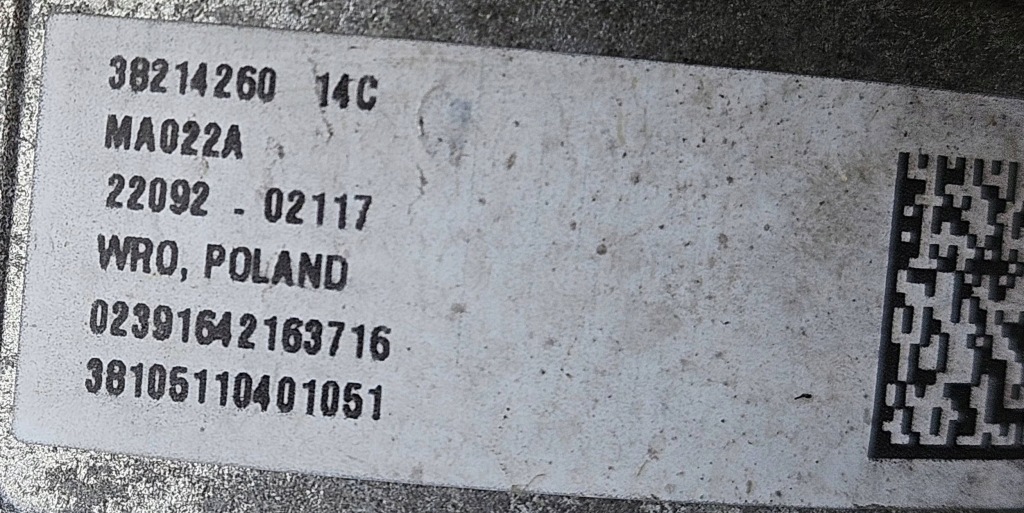 38214260 14C
MA022A
22092 - 02117
WRO, POLAND
02391642163716
38105110401051